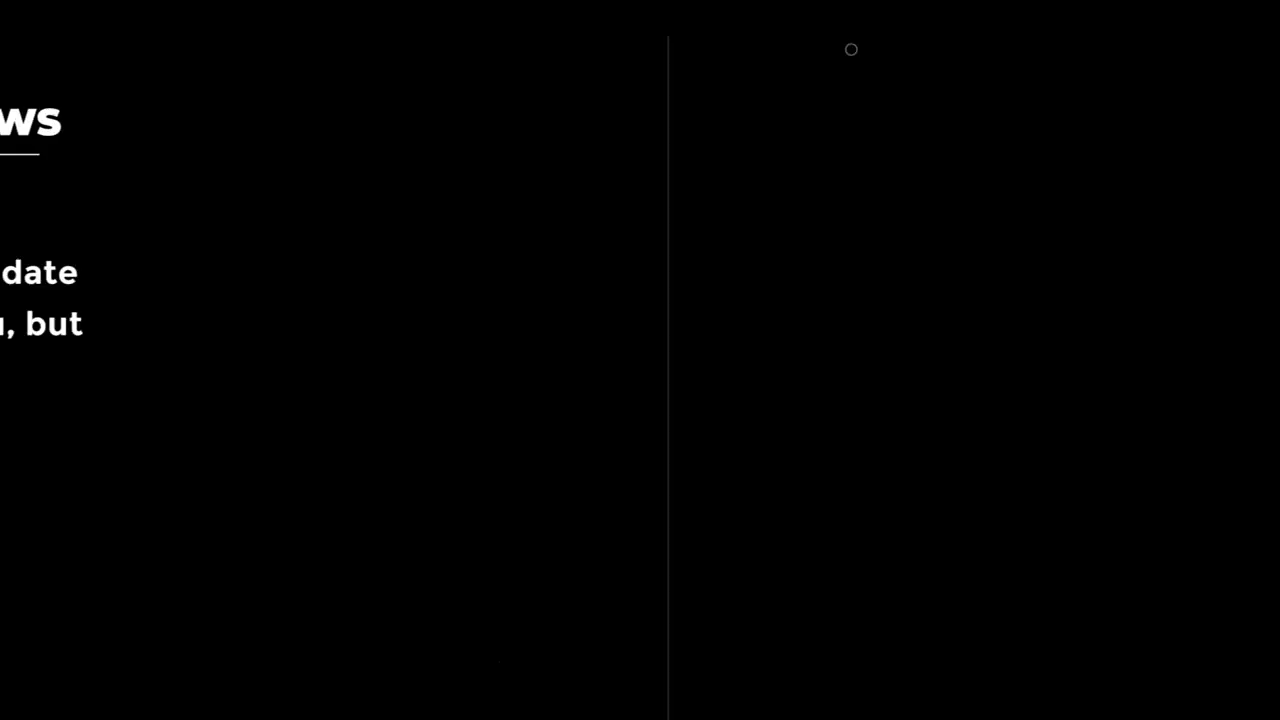 ws
date
, but